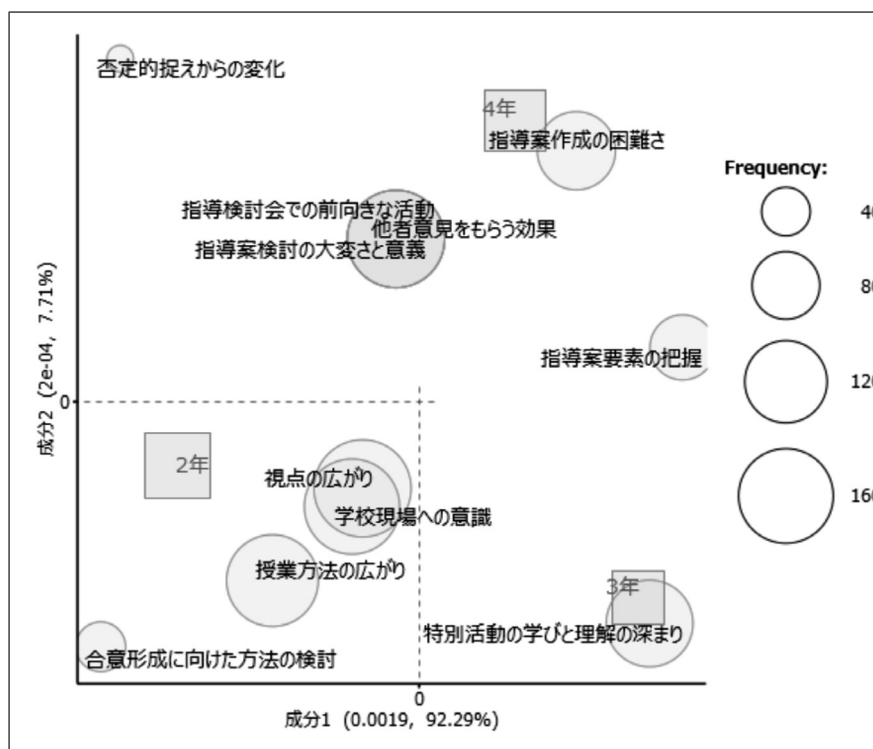 否定的捉えからの変化
4年
指導案作成の困難さ
Frequency:
指導検討会での前向きな活動
他者意見をもらう効果
指導案検討の大変さと意義
指導案要素の把握
成分2 (2e-04, 7.71%)
0
2年
視点の広がり
学校現場への意識
授業方法の広がり
3年
特別活動の学びと理解の深まり
合意形成に向けた方法の検討
0
成分1 (0.0019, 92.29%)